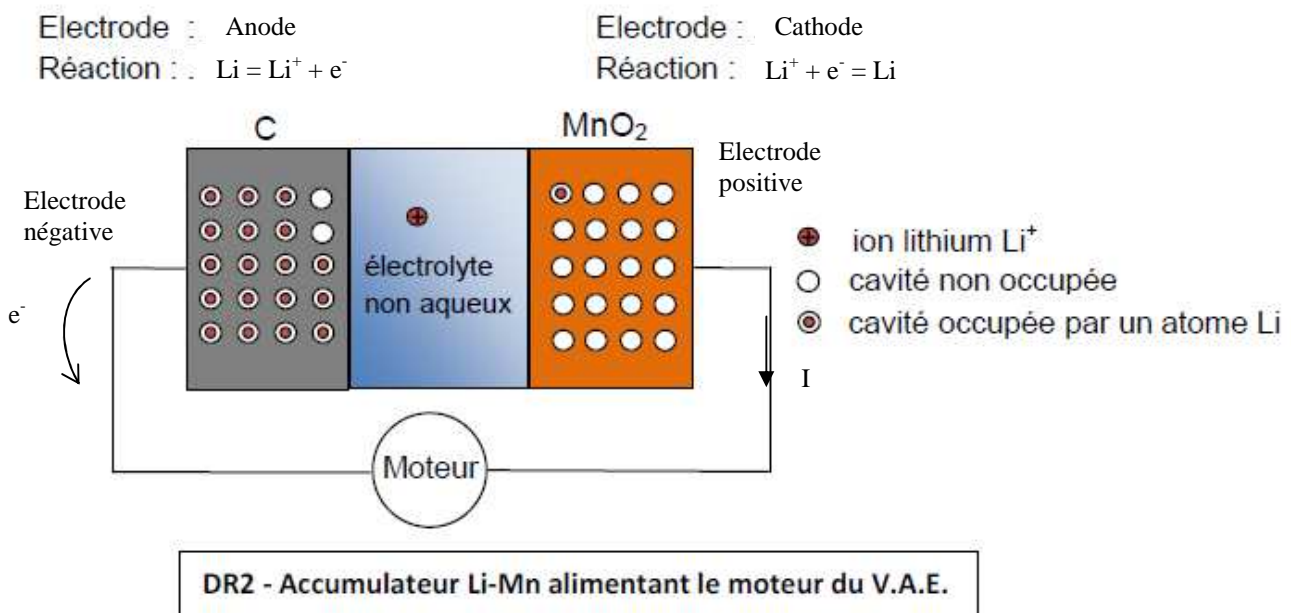 Electrode : Anode
Réaction : . Li = Li⁺ + e⁻
Electrode : Cathode
Réaction : Li⁺ + e⁻ = Li
C
MnO₂
Electrode
négative
Electrode
positive
électrolyte
non aqueux
e⁻
ion lithium Li⁺
cavité non occupée
cavité occupée par un atome Li
I
Moteur
DR2 - Accumulateur Li-Mn alimentant le moteur du V.A.E.